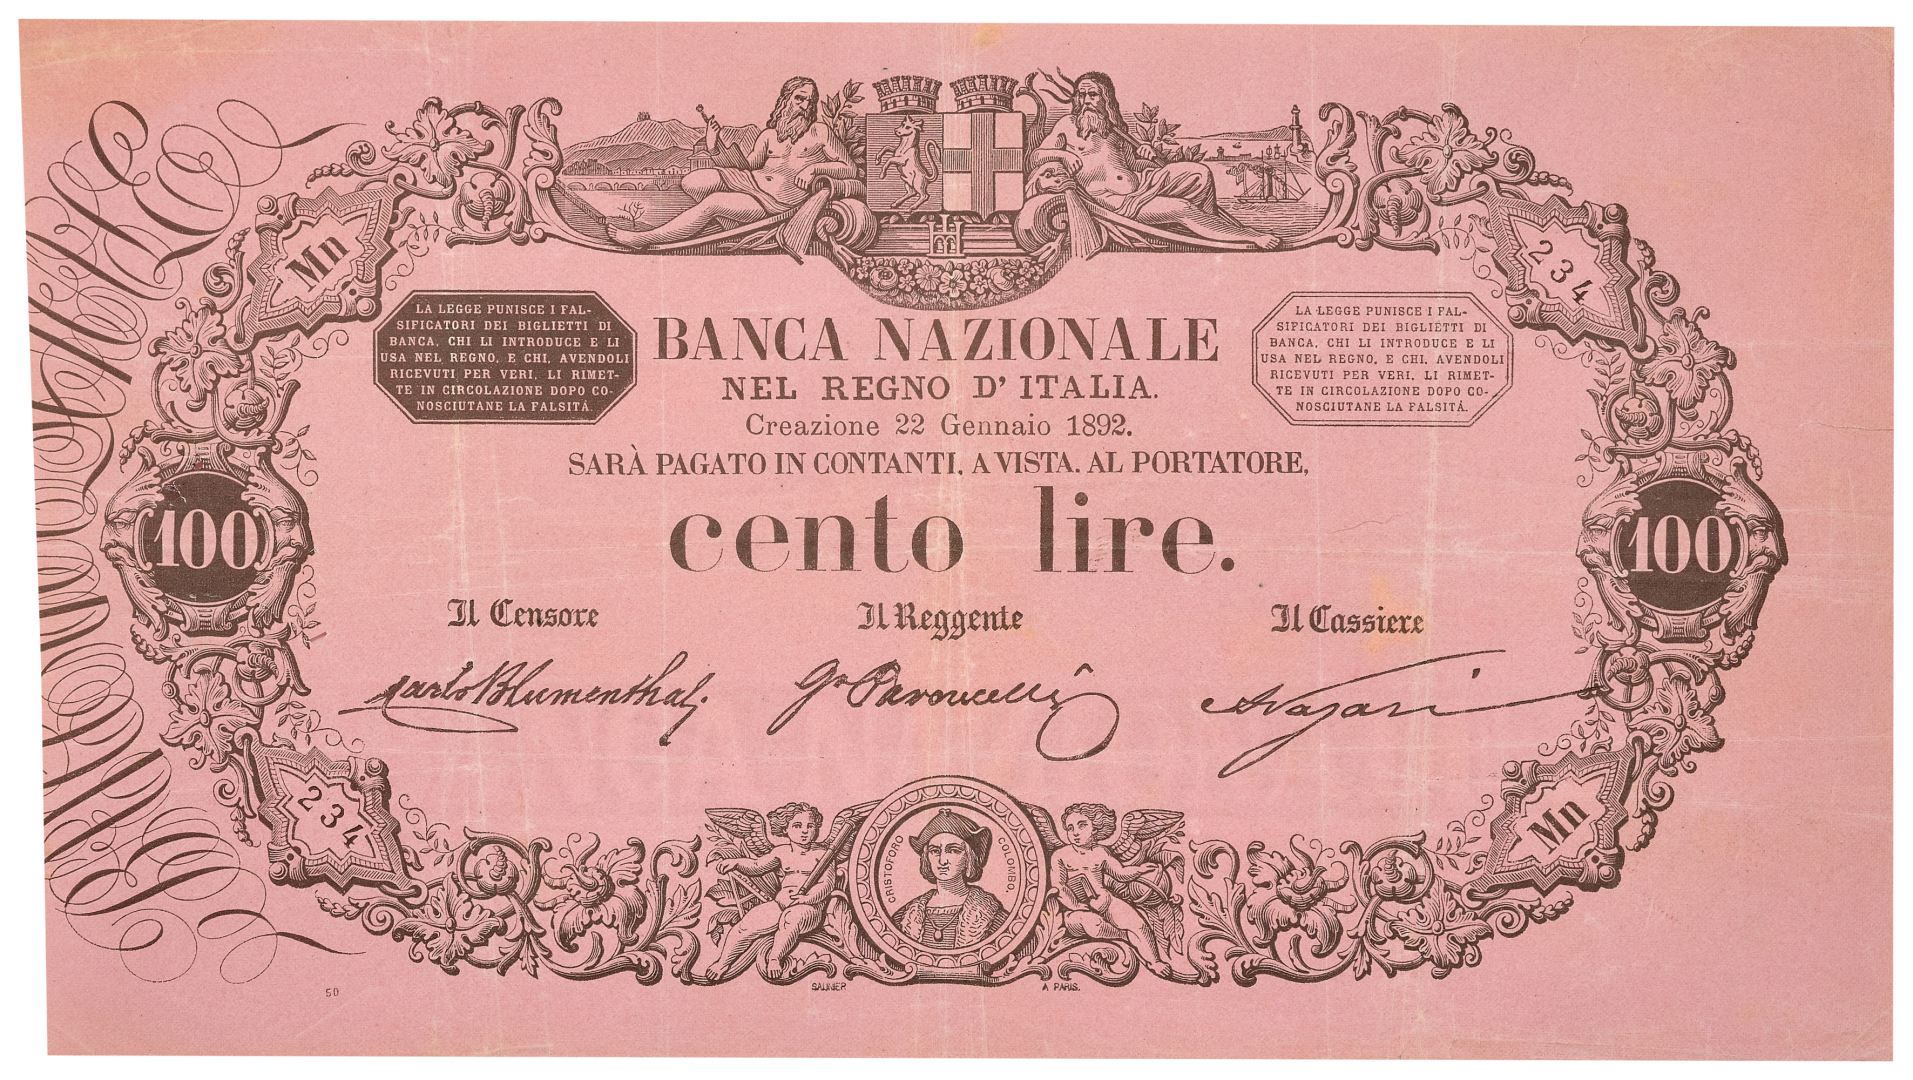 Mn
234
LA LEGGE PUNISCE I FAL-
SIFICATORI DEI BIGLIETTI DI
BANCA, CHI LI INTRODUCE E LI
USA NEL REGNO, E CHI, AVENDOLI
RICEVUTI PER VERI, LI RIMET-
TE IN CIRCOLAZIONE DOPO CO-
NOSCIUTANE LA FALSITÀ.
BANCA NAZIONALE
NEL REGNO D'ITALIA.
Creazione 22 Gennaio 1892.
LA LEGGE PUNISCE I FAL-
SIFICATORI DEI BIGLIETTI DI
BANCA, CHI LI INTRODUCE E LI
USA NEL REGNO, E CHI, AVENDOLI
RICEVUTI PER VERI, LI RIMET-
TE IN CIRCOLAZIONE DOPO CO-
NOSCIUTANE LA FALSITÀ.
SARÀ PAGATO IN CONTANTI, A VISTA, AL PORTATORE,
100
cento lire.
100
Il Censore Il Reggente Il Cassiere
Carlo Blumenthal.
234
Mn
CRISTOFORO COLOMBO.
SAUNIER A PARIS.
50